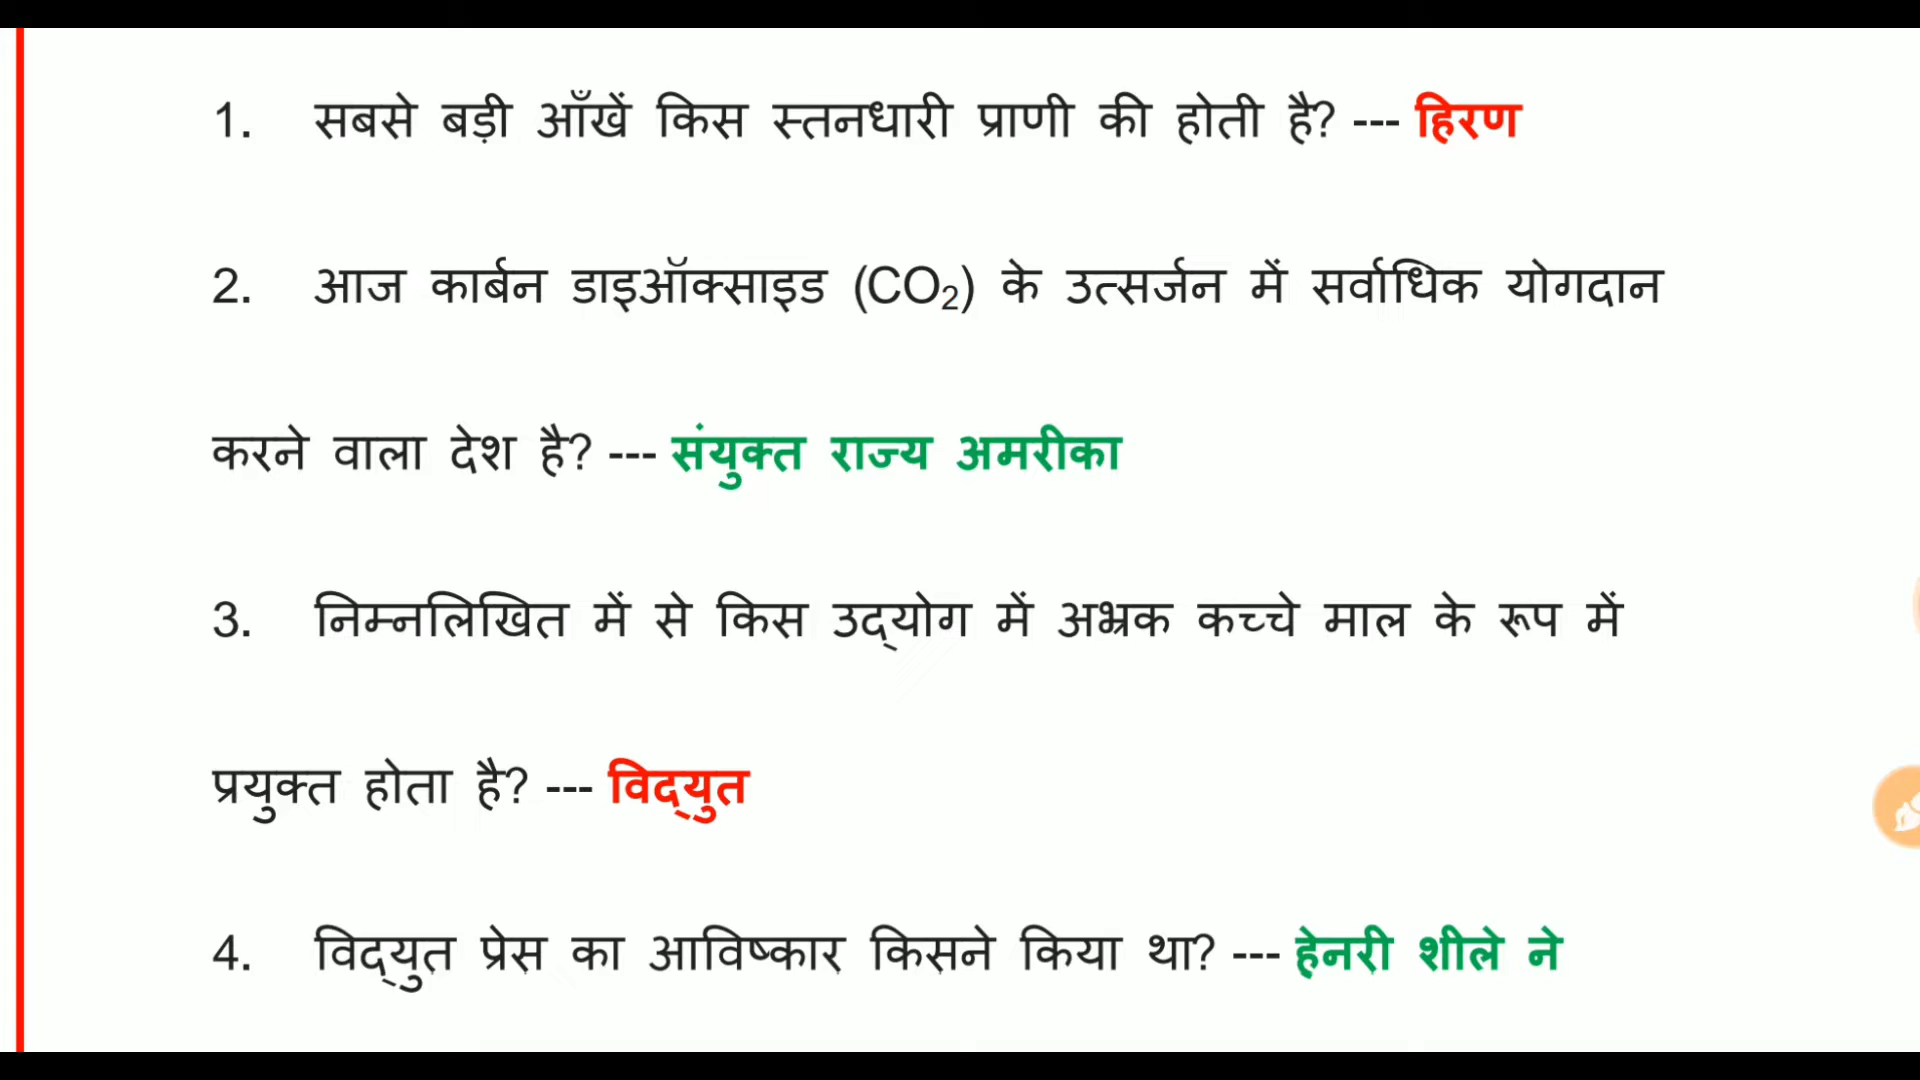 1. सबसे बड़ी आँखें किस स्तनधारी प्राणी की होती है? --- हिरण
2. आज कार्बन डाइऑक्साइड (CO₂) के उत्सर्जन में सर्वाधिक योगदान
करने वाला देश है? --- संयुक्त राज्य अमरीका
3. निम्नलिखित में से किस उद्योग में अभ्रक कच्चे माल के रूप में
प्रयुक्त होता है? --- विद्युत
4. विद्युत प्रेस का आविष्कार किसने किया था? --- हेनरी शीले ने